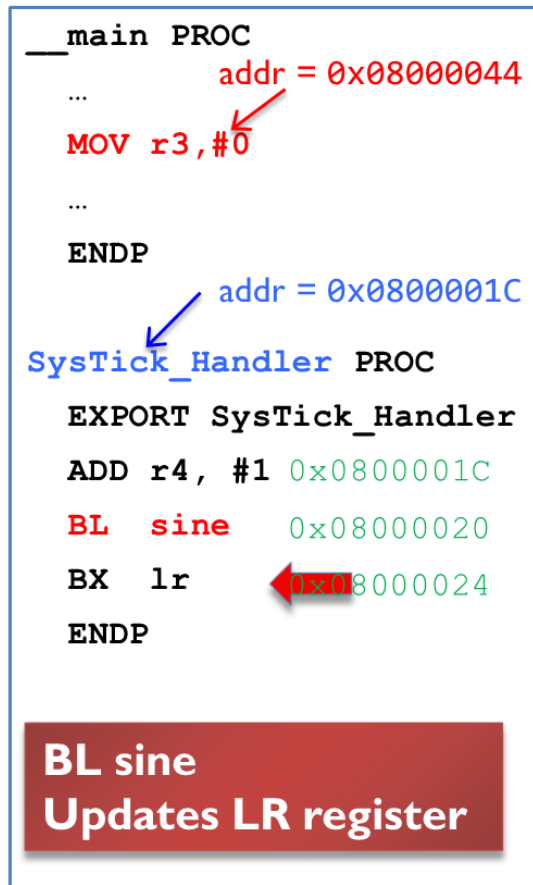 __main PROC
addr = 0x08000044
…
MOV r3,#0
…
ENDP
addr = 0x0800001C
SysTick_Handler PROC
EXPORT SysTick_Handler
ADD r4, #1 0x0800001C
BL sine 0x08000020
BX lr 0x08000024
ENDP
BL sine
Updates LR register